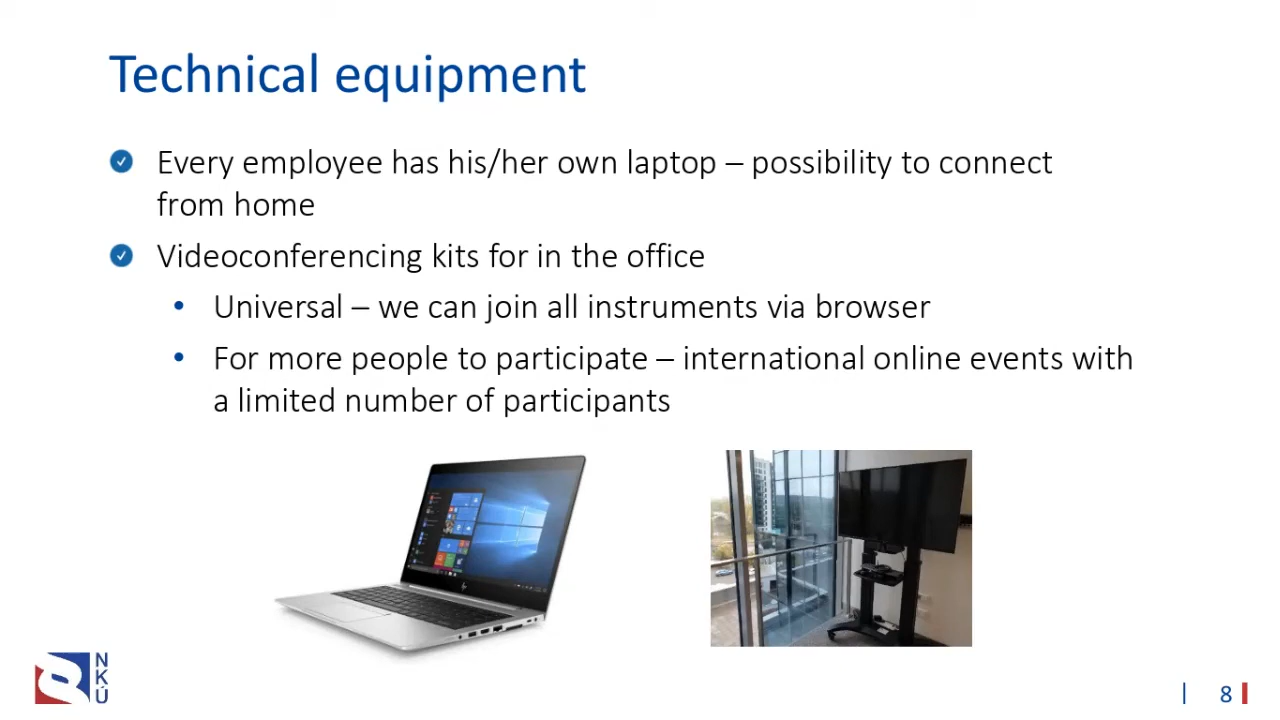 Technical equipment
Every employee has his/her own laptop – possibility to connect
from home
Videoconferencing kits for in the office
• Universal – we can join all instruments via browser
• For more people to participate – international online events with
a limited number of participants
NKÚ
8